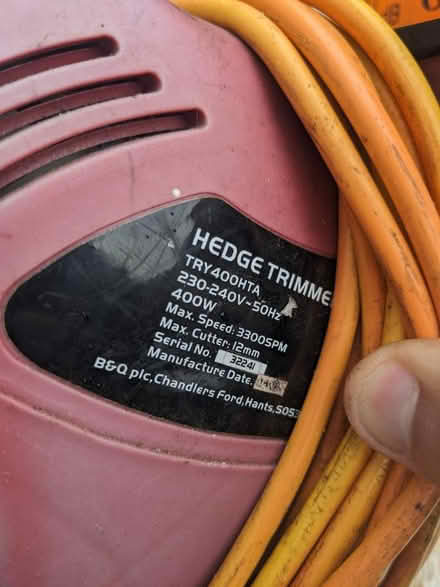 HEDGE TRIMME
TRY400HTA
230-240V~50Hz
400W
Max. Speed: 3300SPM
Max. Cutter: 12mm
Serial No. 32241
Manufacture Date:
B&Q plc, Chandlers Ford, Hants, SO53